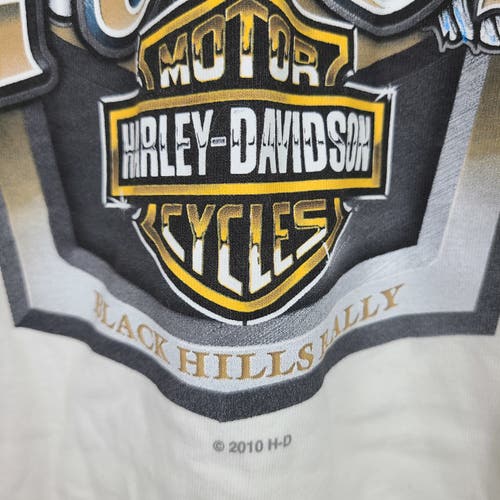 MOTOR
HARLEY-DAVIDSON
CYCLES
BLACK HILLS RALLY
© 2010 H-D